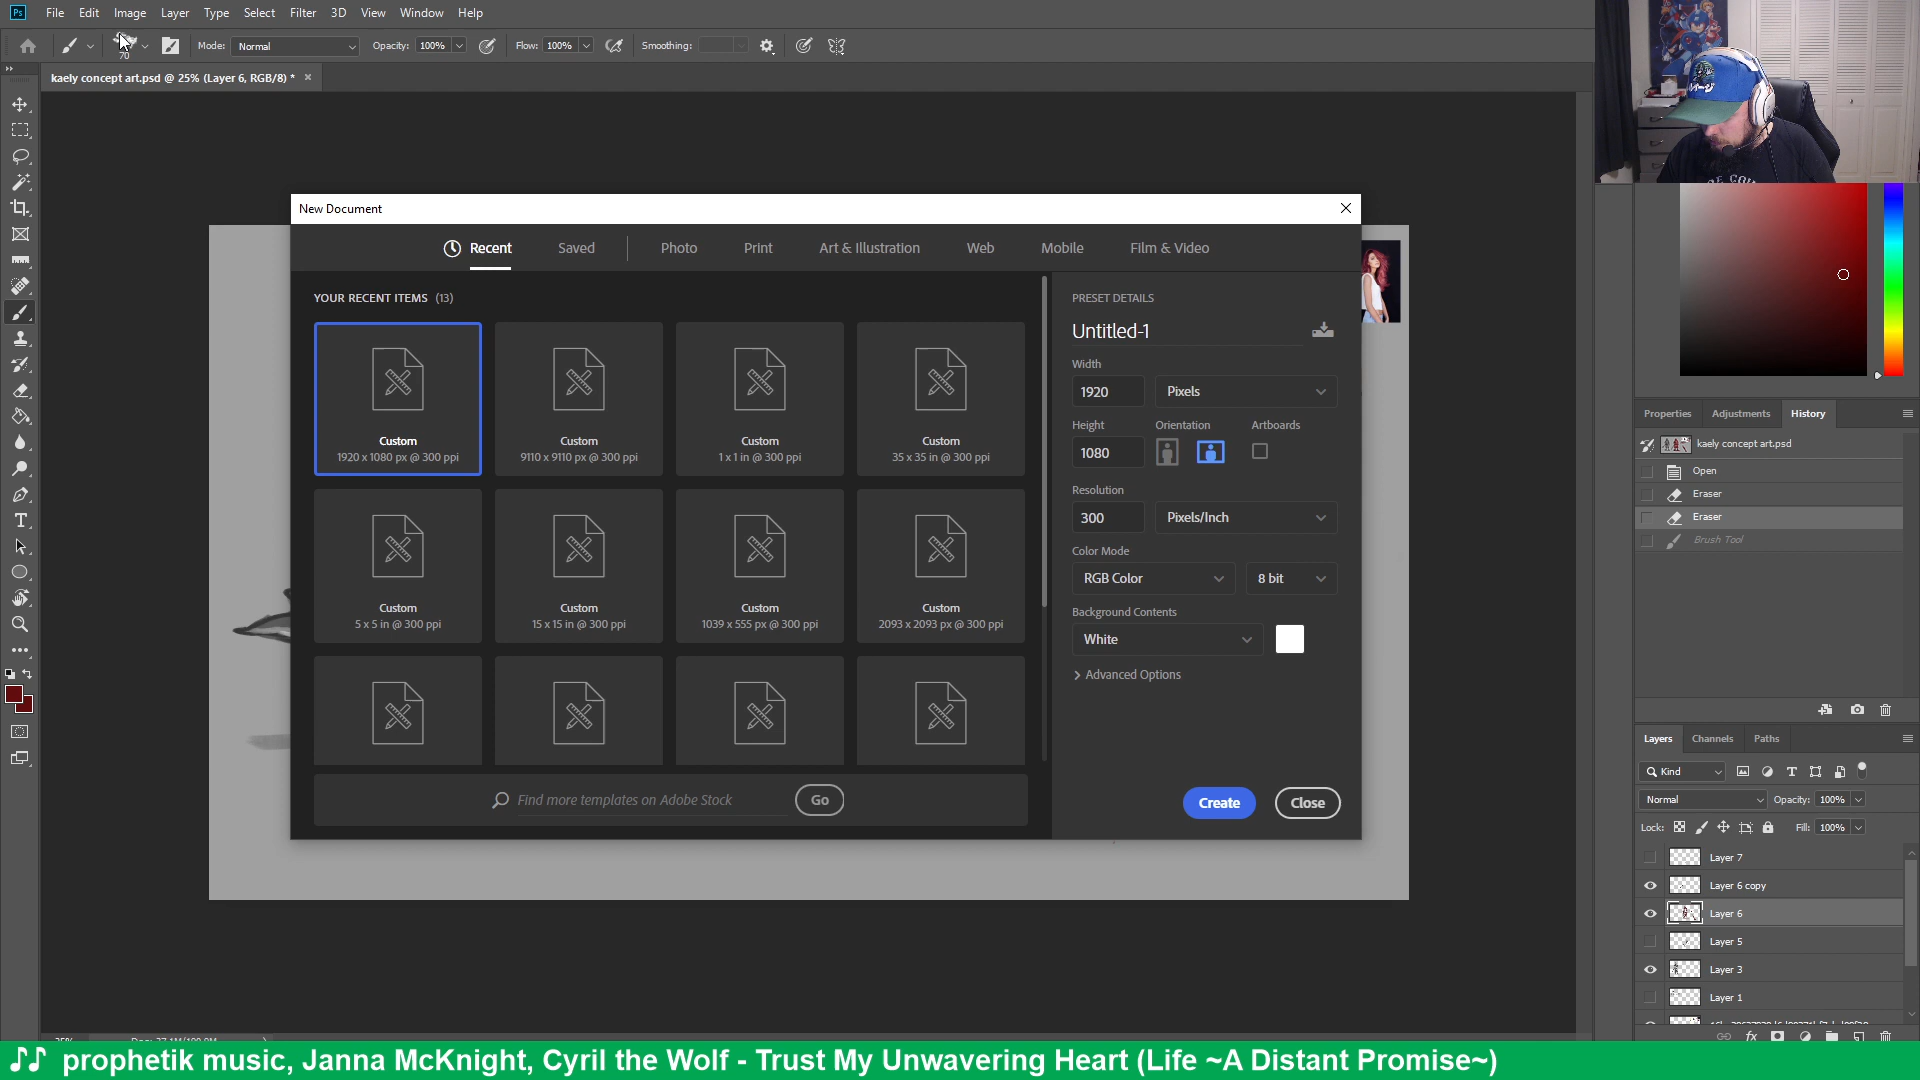 Ps File Edit Image Layer Type Select Filter 3D View Window Help
70 Mode: Normal Opacity: 100% Flow: 100% Smoothing:
kaely concept art.psd @ 25% (Layer 6, RGB/8) *
New Document
Recent Saved Photo Print Art & Illustration Web Mobile Film & Video
YOUR RECENT ITEMS (13)
Custom
1920 x 1080 px @ 300 ppi
Custom
9110 x 9110 px @ 300 ppi
Custom
1 x 1 in @ 300 ppi
Custom
35 x 35 in @ 300 ppi
Custom
5 x 5 in @ 300 ppi
Custom
15 x 15 in @ 300 ppi
Custom
1039 x 555 px @ 300 ppi
Custom
2093 x 2093 px @ 300 ppi
Find more templates on Adobe Stock Go
PRESET DETAILS
Untitled-1
Width
1920 Pixels
Height Orientation Artboards
1080
Resolution
300 Pixels/Inch
Color Mode
RGB Color 8 bit
Background Contents
White
Advanced Options
Create Close
Properties Adjustments History
kaely concept art.psd
Open
Eraser
Eraser
Brush Tool
Layers Channels Paths
Kind
Normal Opacity: 100%
Lock: Fill: 100%
Layer 7
Layer 6 copy
Layer 6
Layer 5
Layer 3
Layer 1
prophetik music, Janna McKnight, Cyril the Wolf - Trust My Unwavering Heart (Life ~A Distant Promise~)